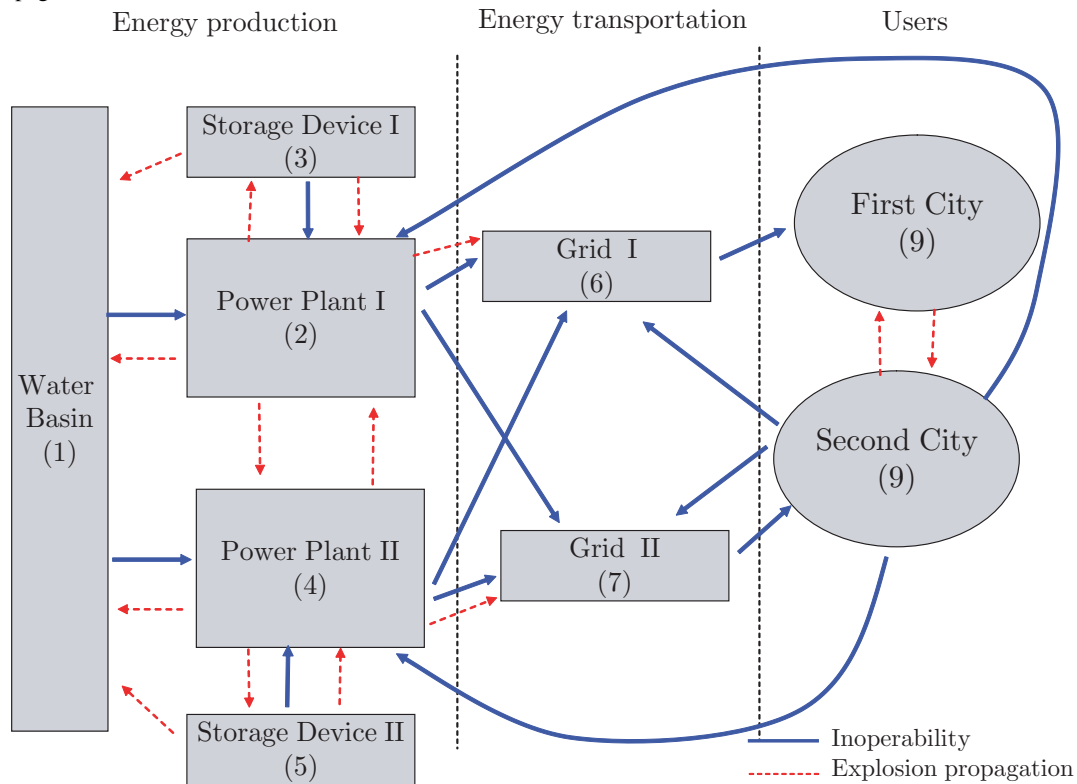 Energy production
Energy transportation
Users
Storage Device I
(3)
Power Plant I
(2)
Water
Basin
(1)
Power Plant II
(4)
Storage Device II
(5)
Grid I
(6)
Grid II
(7)
First City
(9)
Second City
(9)
Inoperability
Explosion propagation